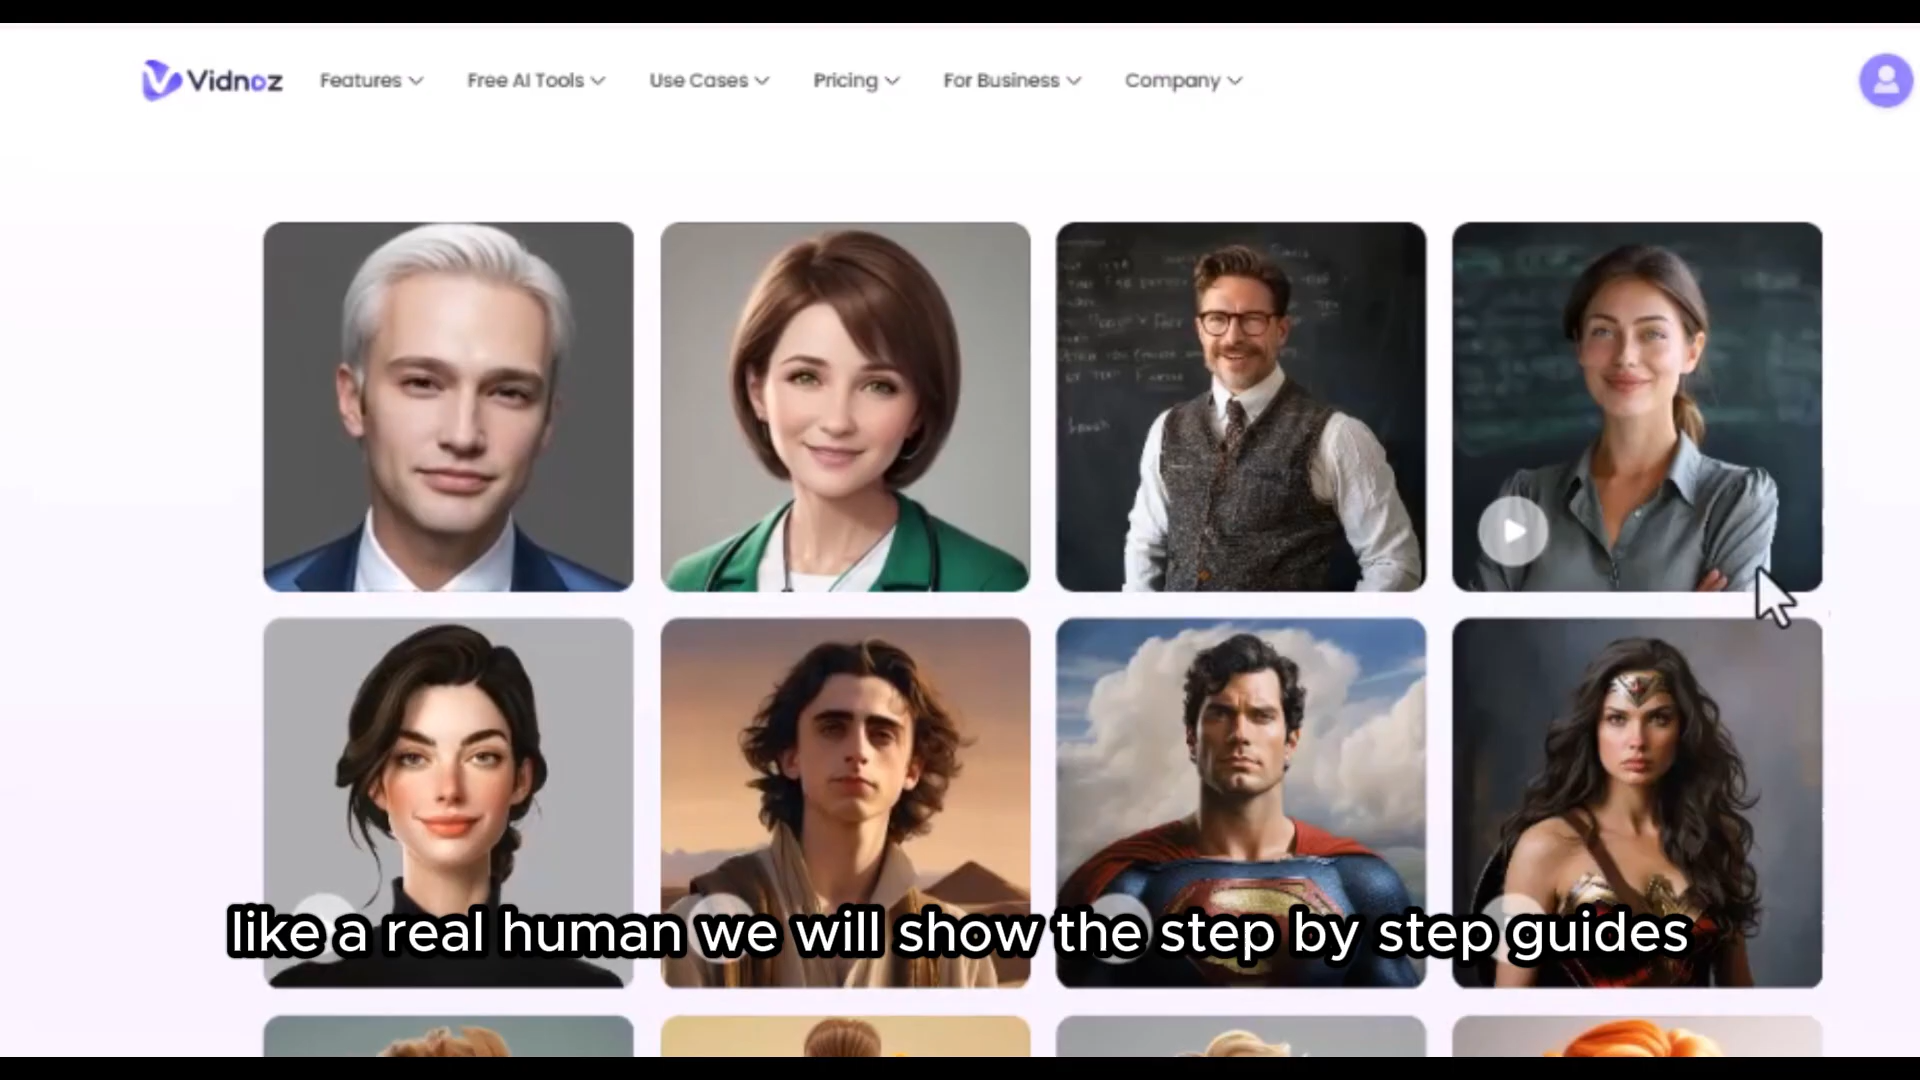 Vidnoz Features Free AI Tools Use Cases Pricing For Business Company
like a real human we will show the step by step guides